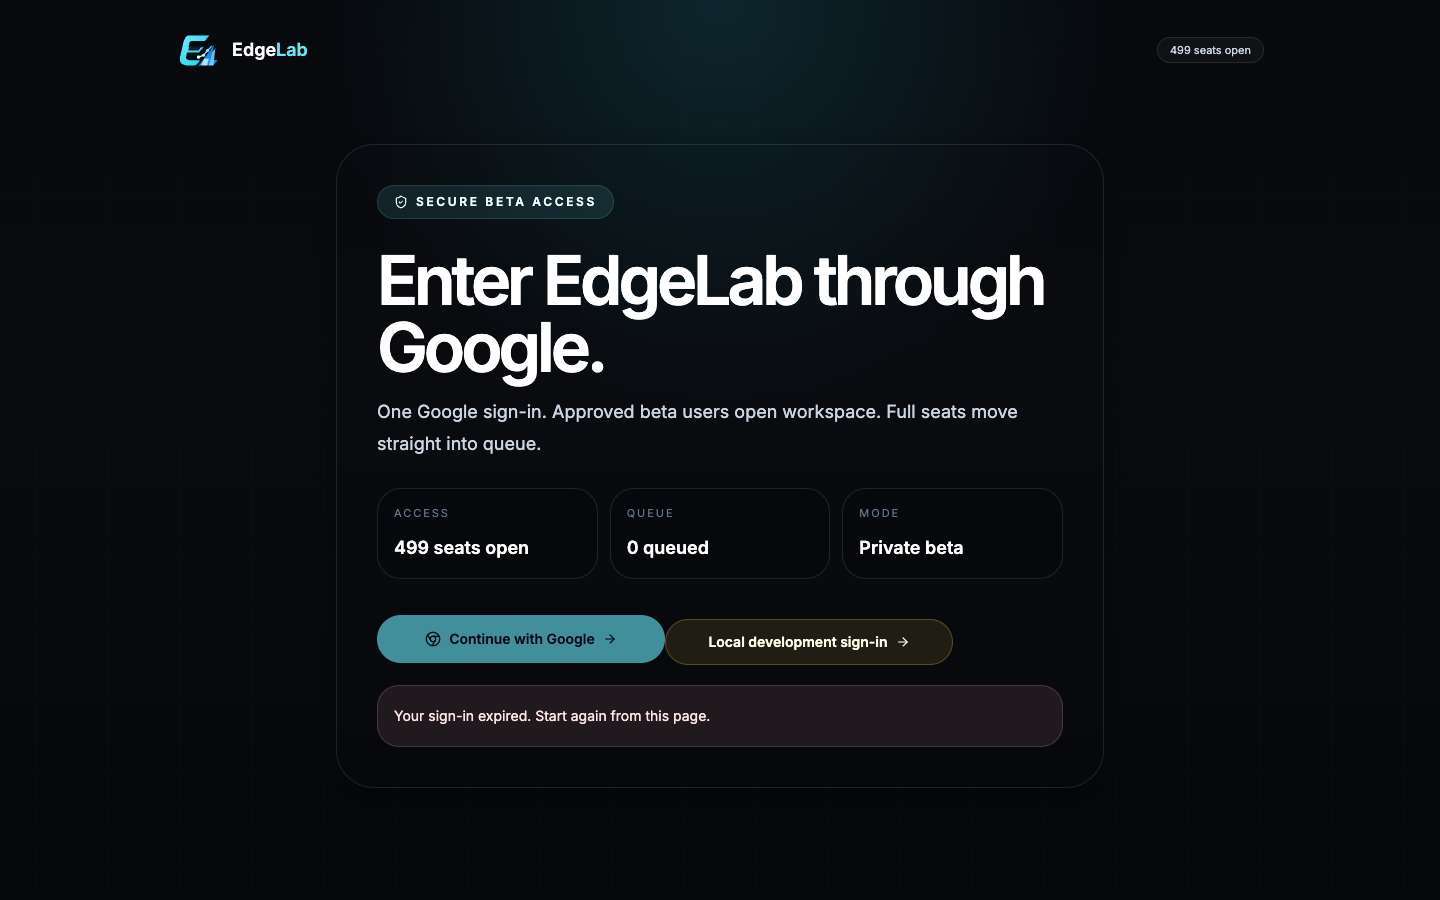 EdgeLab
499 seats open
SECURE BETA ACCESS
Enter EdgeLab through
Google.
One Google sign-in. Approved beta users open workspace. Full seats move
straight into queue.
ACCESS
499 seats open
QUEUE
0 queued
MODE
Private beta
Continue with Google →
Local development sign-in →
Your sign-in expired. Start again from this page.